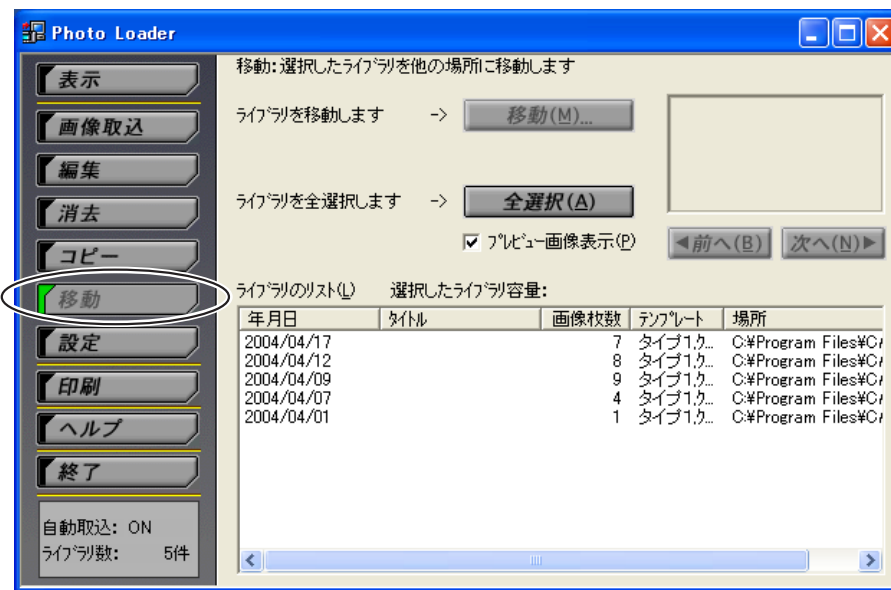 Photo Loader
表示
画像取込
編集
消去
コピー
移動
設定
印刷
ヘルプ
終了
自動取込: ON
ﾗｲﾌﾞﾗﾘ数: 5件
移動:選択したﾗｲﾌﾞﾗﾘを他の場所に移動します
ﾗｲﾌﾞﾗﾘを移動します -> 移動(M)...
ﾗｲﾌﾞﾗﾘを全選択します -> 全選択(A)
ﾌﾟﾚﾋﾞｭｰ画像表示(P) ◀前へ(B) 次へ(N)▶
ﾗｲﾌﾞﾗﾘのﾘｽﾄ(L) 選択したﾗｲﾌﾞﾗﾘ容量:
年月日 ﾀｲﾄﾙ 画像枚数 ﾃﾝﾌﾟﾚｰﾄ 場所
2004/04/17 7 タイプ1,ｸ... C:¥Program Files¥C
2004/04/12 8 タイプ1,ｸ... C:¥Program Files¥C
2004/04/09 9 タイプ1,ｸ... C:¥Program Files¥C
2004/04/07 4 タイプ1,ｸ... C:¥Program Files¥C
2004/04/01 1 タイプ1,ｸ... C:¥Program Files¥C